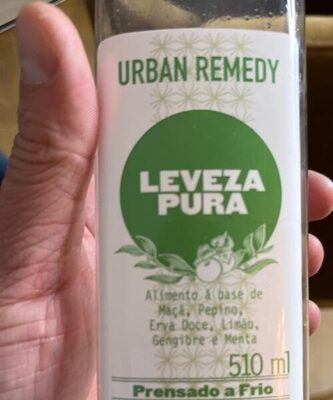 URBAN REMEDY
LEVEZA
PURA
Alimento á base de
Maçã, Pepino,
Erva Doce, Limão,
Gengibre e Menta
510 ml
Prensado a Frio